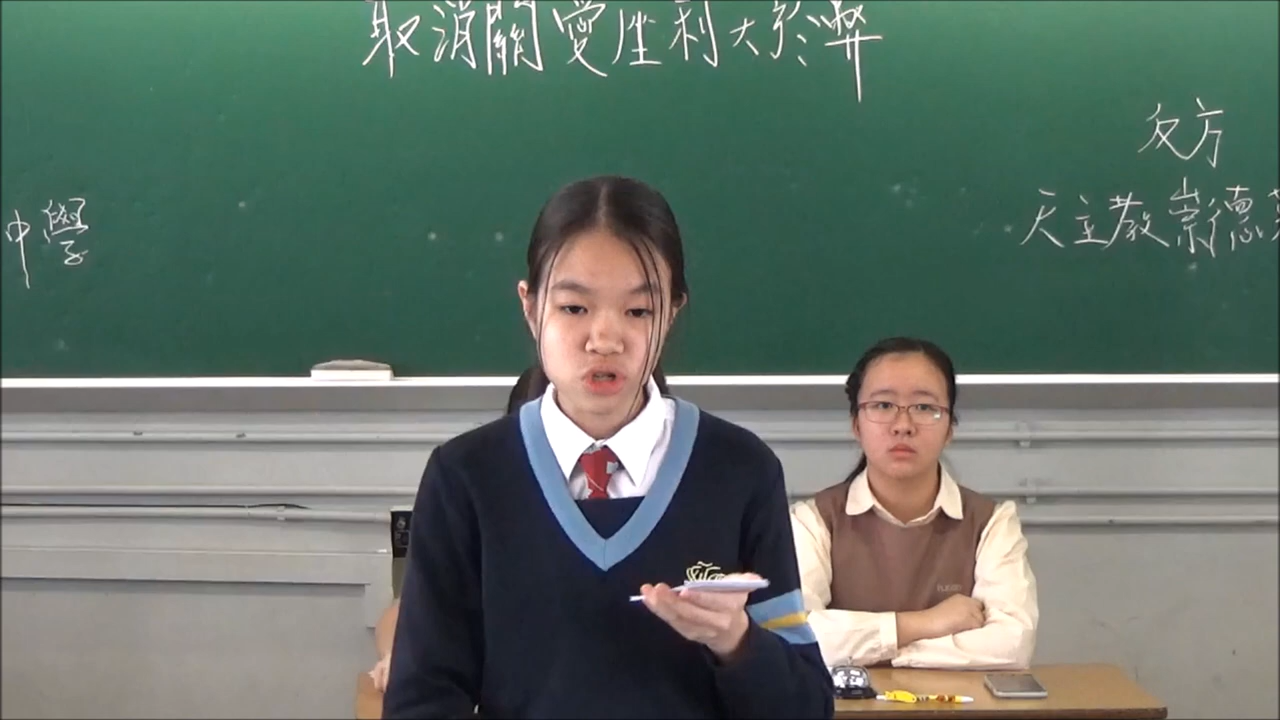 取消關愛座利大於弊
反方
中學
天主教崇德